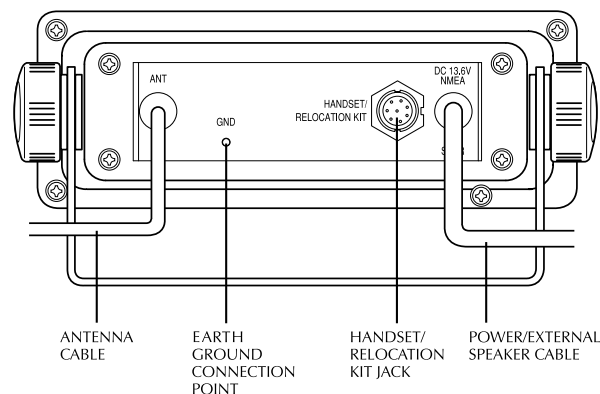 ANT
GND
HANDSET/
RELOCATION KIT
DC 13.6V
NMEA
ANTENNA
CABLE
EARTH
GROUND
CONNECTION
POINT
HANDSET/
RELOCATION
KIT JACK
POWER/EXTERNAL
SPEAKER CABLE